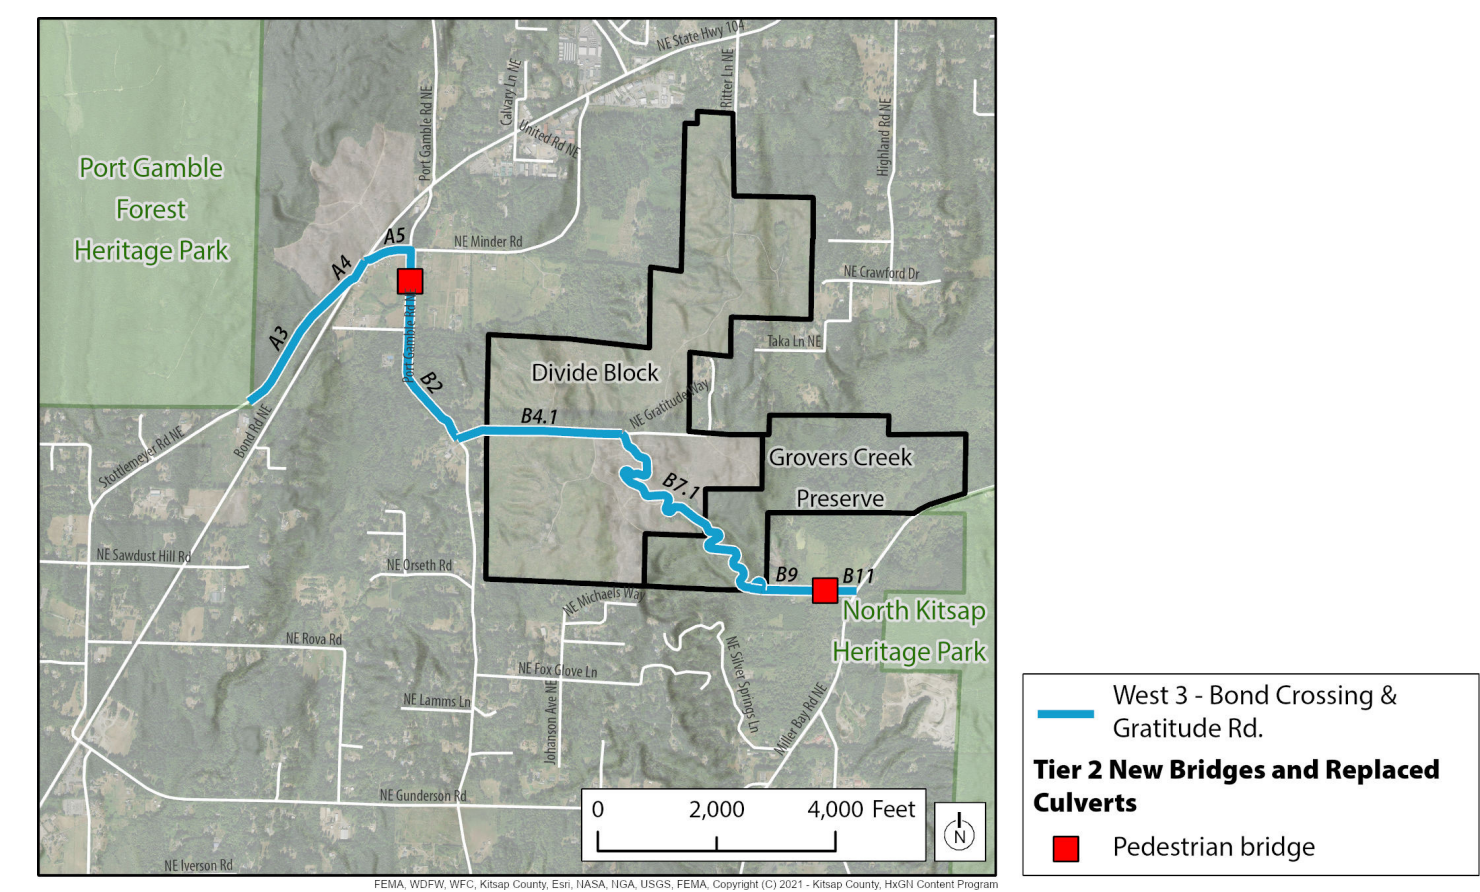 NE State Hwy 104
Calvary Ln NE
Ritter Ln NE
Port Gamble Rd NE
United Rd NE
Highland Rd NE
Port Gamble
Forest
Heritage Park
A5
NE Minder Rd
A4
NE Crawford Dr
A3
Port Gamble Rd NE
Taka Ln NE
B2
Divide Block
NE Gratitude Way
B4.1
Bond Rd NE
Stottlemeyer Rd NE
Grovers Creek
Preserve
B7.1
NE Sawdust Hill Rd
NE Orseth Rd
B9
B11
NE Michaels Way
North Kitsap
Heritage Park
NE Rova Rd
NE Fox Glove Ln
NE Silver Springs Ln
NE Lamms Ln
Johanson Ave NE
Miller Bay Rd NE
NE Gunderson Rd
NE Iverson Rd
0 2,000 4,000 Feet
N
West 3 - Bond Crossing &
Gratitude Rd.
Tier 2 New Bridges and Replaced
Culverts
Pedestrian bridge
FEMA, WDFW, WFC, Kitsap County, Esri, NASA, NGA, USGS, FEMA, Copyright (C) 2021 - Kitsap County, HxGN Content Program